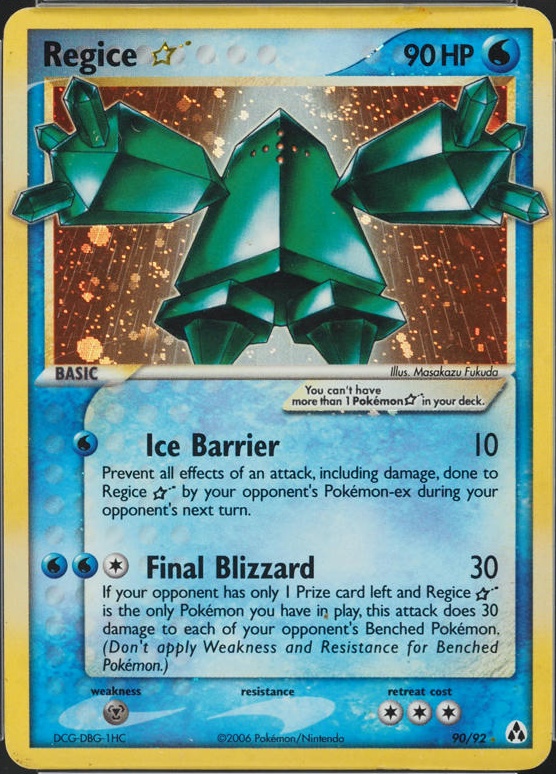 Regice ☆
90 HP
BASIC
Illus. Masakazu Fukuda
You can't have
more than 1 Pokémon☆ in your deck.
Ice Barrier 10
Prevent all effects of an attack, including damage, done to
Regice ☆ by your opponent's Pokémon-ex during your
opponent's next turn.
Final Blizzard 30
If your opponent has only 1 Prize card left and Regice ☆
is the only Pokémon you have in play, this attack does 30
damage to each of your opponent's Benched Pokémon.
(Don't apply Weakness and Resistance for Benched
Pokémon.)
weakness resistance retreat cost
DCG-DBG-1HC ©2006 Pokémon/Nintendo 90/92